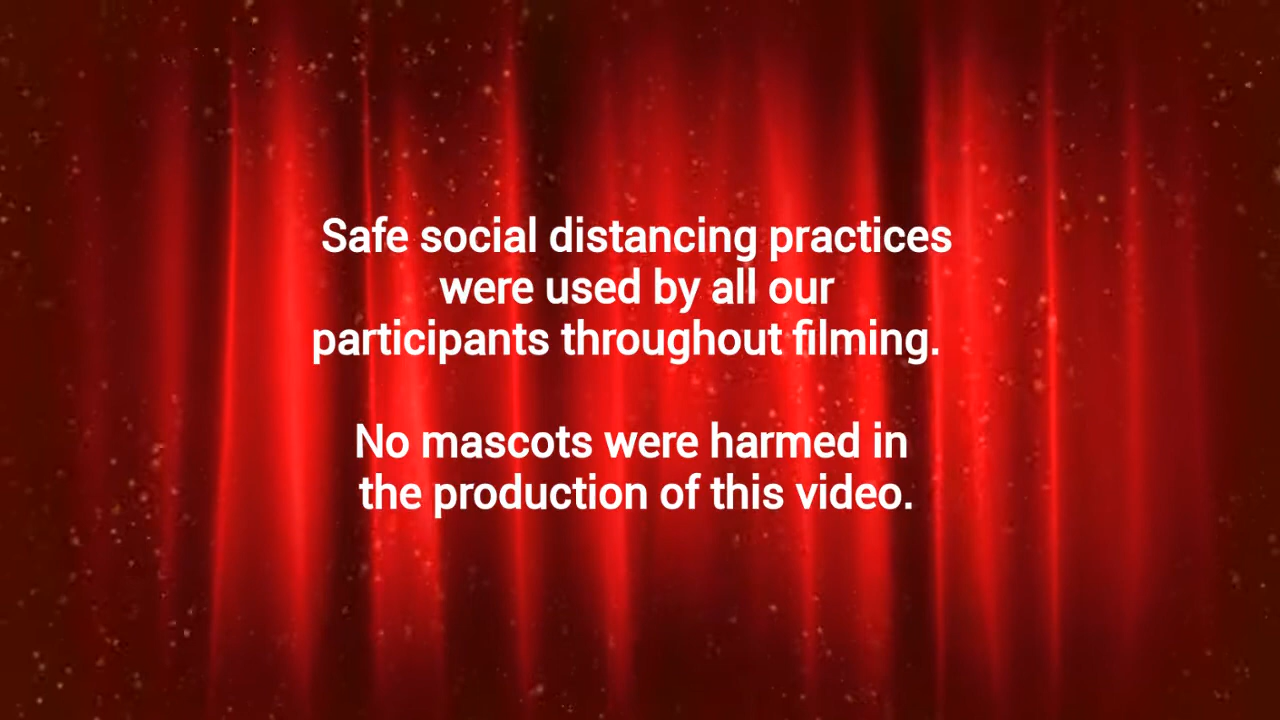 Safe social distancing practices
were used by all our
participants throughout filming.
No mascots were harmed in
the production of this video.